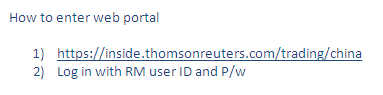 How to enter web portal
1) https://inside.thomsonreuters.com/trading/china
2) Log in with RM user ID and P/w